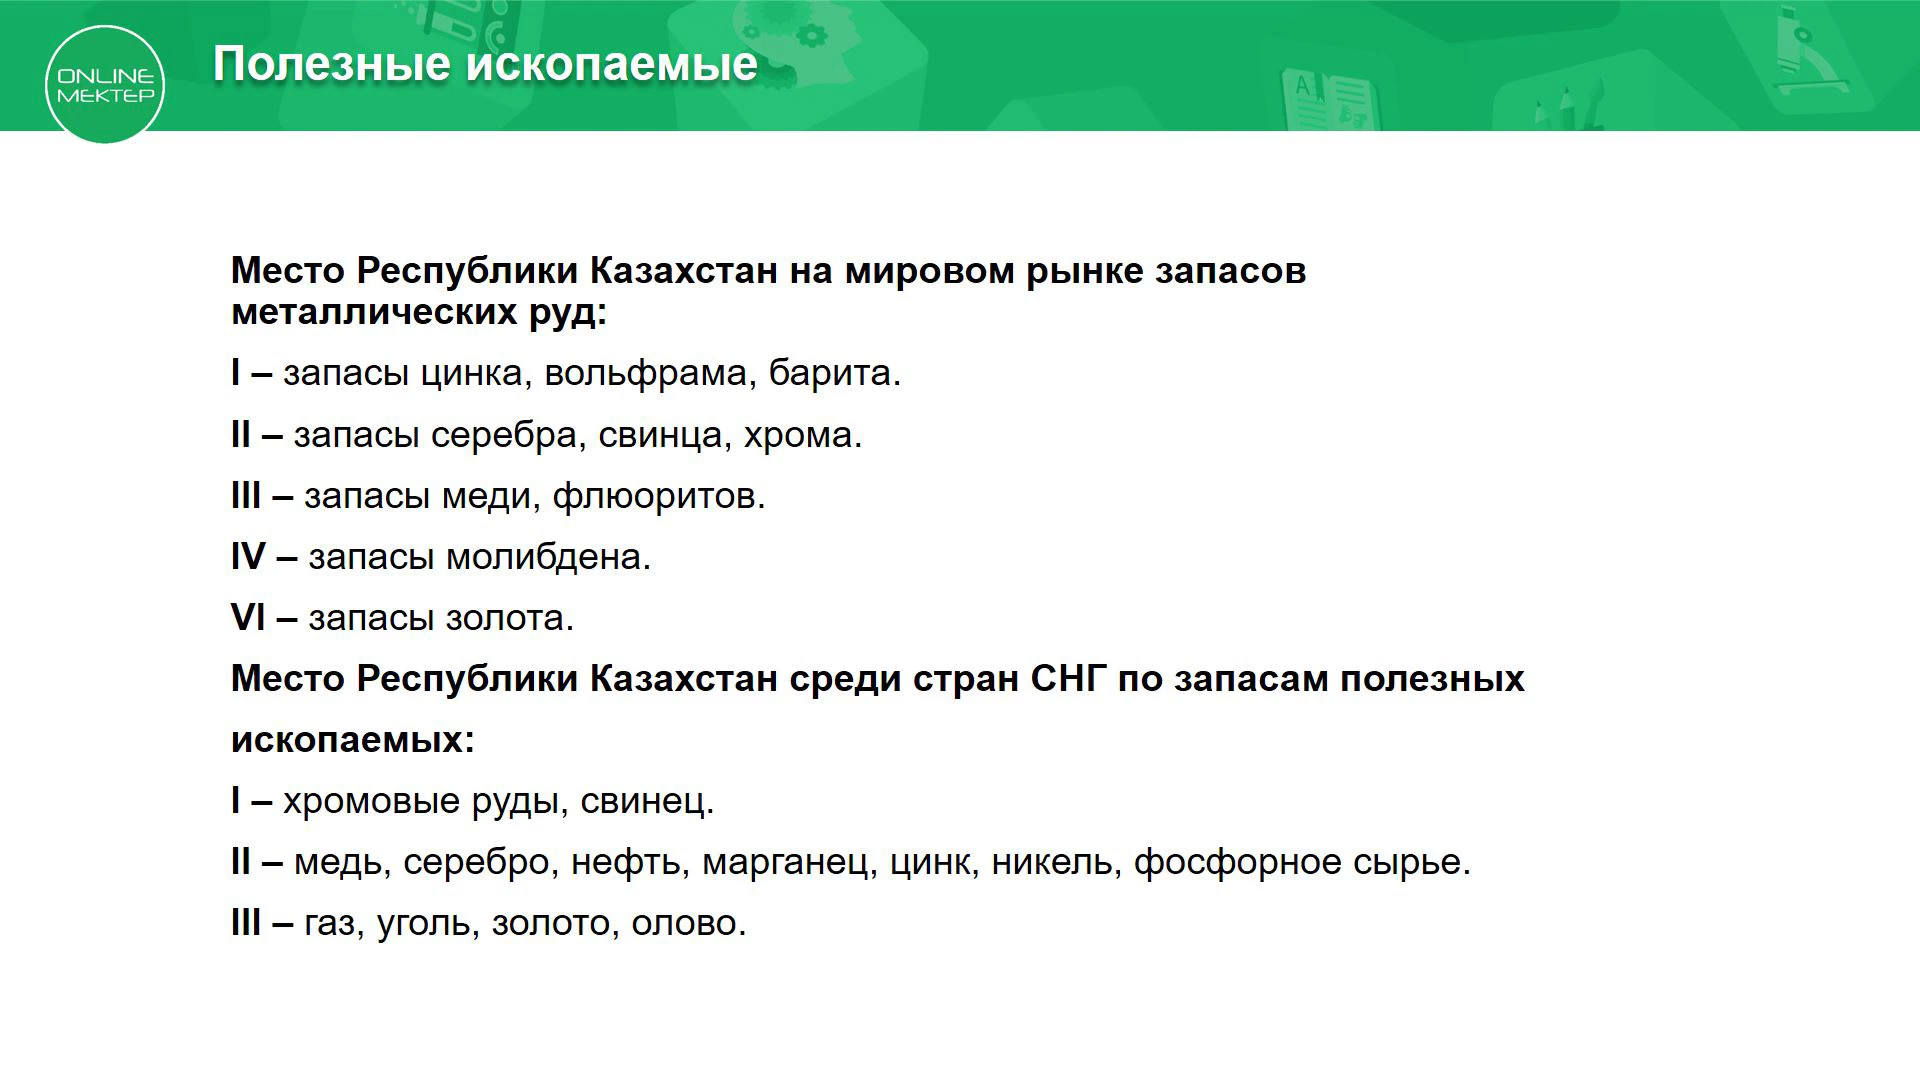 ONLINE
МЕКТЕР
Полезные ископаемые
Место Республики Казахстан на мировом рынке запасов
металлических руд:
I – запасы цинка, вольфрама, барита.
II – запасы серебра, свинца, хрома.
III – запасы меди, флюоритов.
IV – запасы молибдена.
VI – запасы золота.
Место Республики Казахстан среди стран СНГ по запасам полезных
ископаемых:
I – хромовые руды, свинец.
II – медь, серебро, нефть, марганец, цинк, никель, фосфорное сырье.
III – газ, уголь, золото, олово.